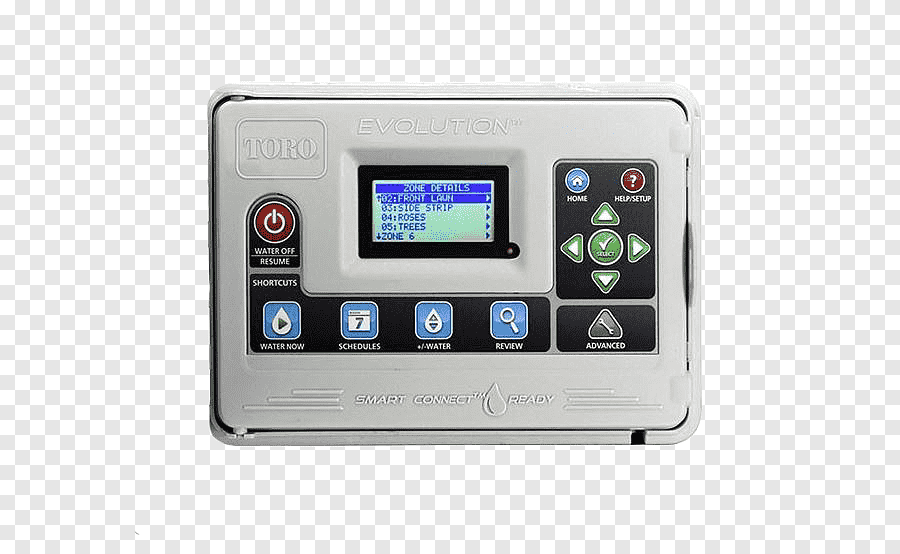 TORO
EVOLUTION™
ZONE DETAILS
02:FRONT LAWN
03:SIDE STRIP
04:ROSES
05:TREES
ZONE 6
HOME
HELP/SETUP
?
SELECT
WATER OFF
RESUME
SHORTCUTS
7
WATER NOW
SCHEDULES
+/-WATER
REVIEW
ADVANCED
SMART CONNECT™ READY